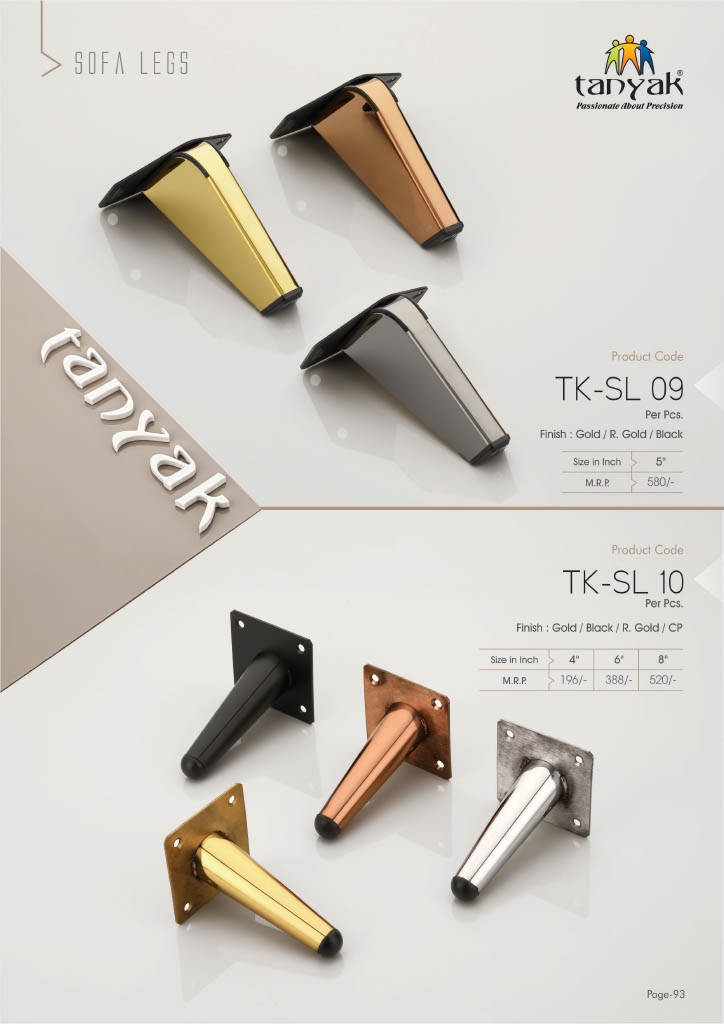 SOFA LEGS
tanyak®
Passionate About Precision
tanyak
Product Code
TK-SL 09
Per Pcs.
Finish : Gold / R. Gold / Black
Size in Inch 5"
M.R.P. 580/-
Product Code
TK-SL 10
Per Pcs.
Finish : Gold / Black / R. Gold / CP
Size in Inch 4" 6" 8"
M.R.P. 196/- 388/- 520/-
Page-93